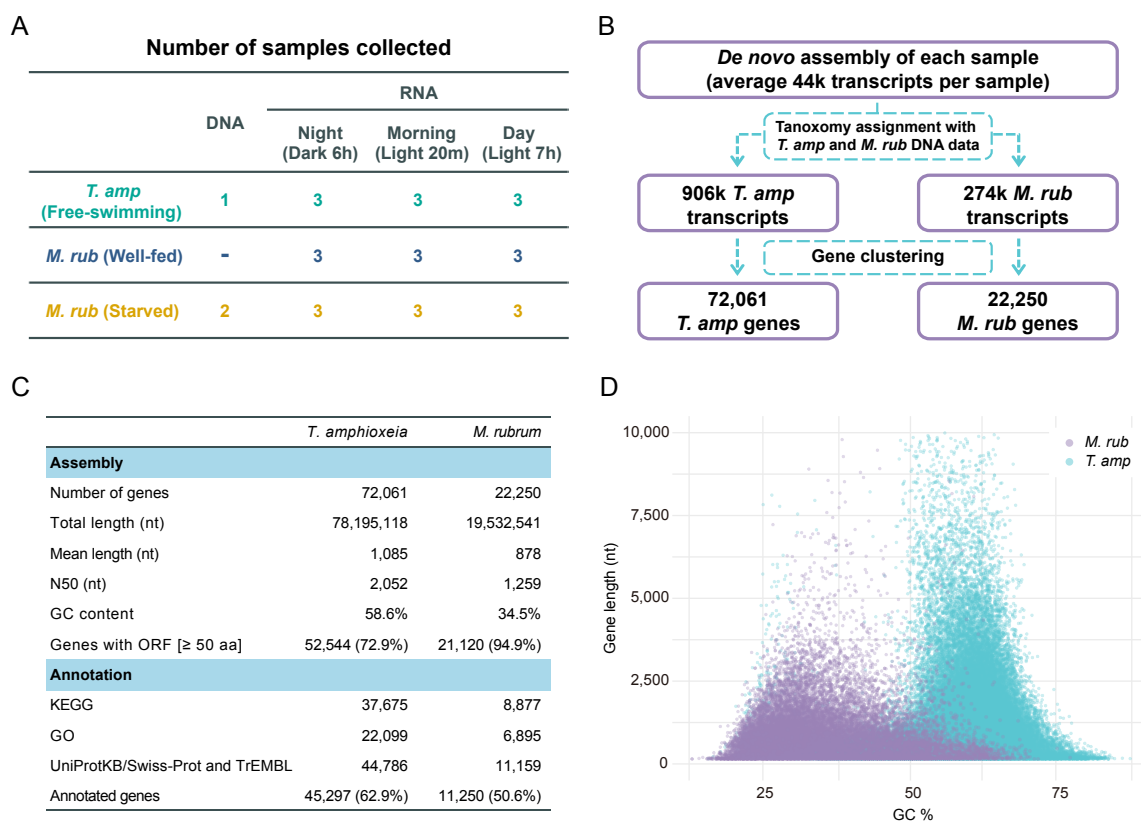 A
Number of samples collected
DNA
RNA
Night
(Dark 6h)
Morning
(Light 20m)
Day
(Light 7h)
T. amp
(Free-swimming)
1 3 3 3
M. rub (Well-fed) - 3 3 3
M. rub (Starved) 2 3 3 3
B
De novo assembly of each sample
(average 44k transcripts per sample)
Tanoxomy assignment with
T. amp and M. rub DNA data
906k T. amp
transcripts
274k M. rub
transcripts
Gene clustering
72,061
T. amp genes
22,250
M. rub genes
C
T. amphioxeia M. rubrum
Assembly
Number of genes 72,061 22,250
Total length (nt) 78,195,118 19,532,541
Mean length (nt) 1,085 878
N50 (nt) 2,052 1,259
GC content 58.6% 34.5%
Genes with ORF [≥ 50 aa] 52,544 (72.9%) 21,120 (94.9%)
Annotation
KEGG 37,675 8,877
GO 22,099 6,895
UniProtKB/Swiss-Prot and TrEMBL 44,786 11,159
Annotated genes 45,297 (62.9%) 11,250 (50.6%)
D
10,000
7,500
5,000
2,500
0
Gene length (nt)
M. rub
T. amp
25 50 75
GC %